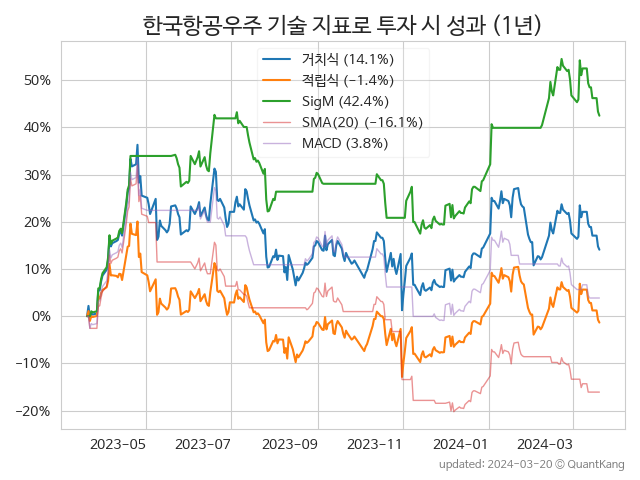 한국항공우주 기술 지표로 투자 시 성과 (1년)
거치식 (14.1%)
적립식 (−1.4%)
SigM (42.4%)
SMA(20) (−16.1%)
MACD (3.8%)
50%
40%
30%
20%
10%
0%
−10%
−20%
2023−05
2023−07
2023−09
2023−11
2024−01
2024−03
updated: 2024-03-20 © QuantKang